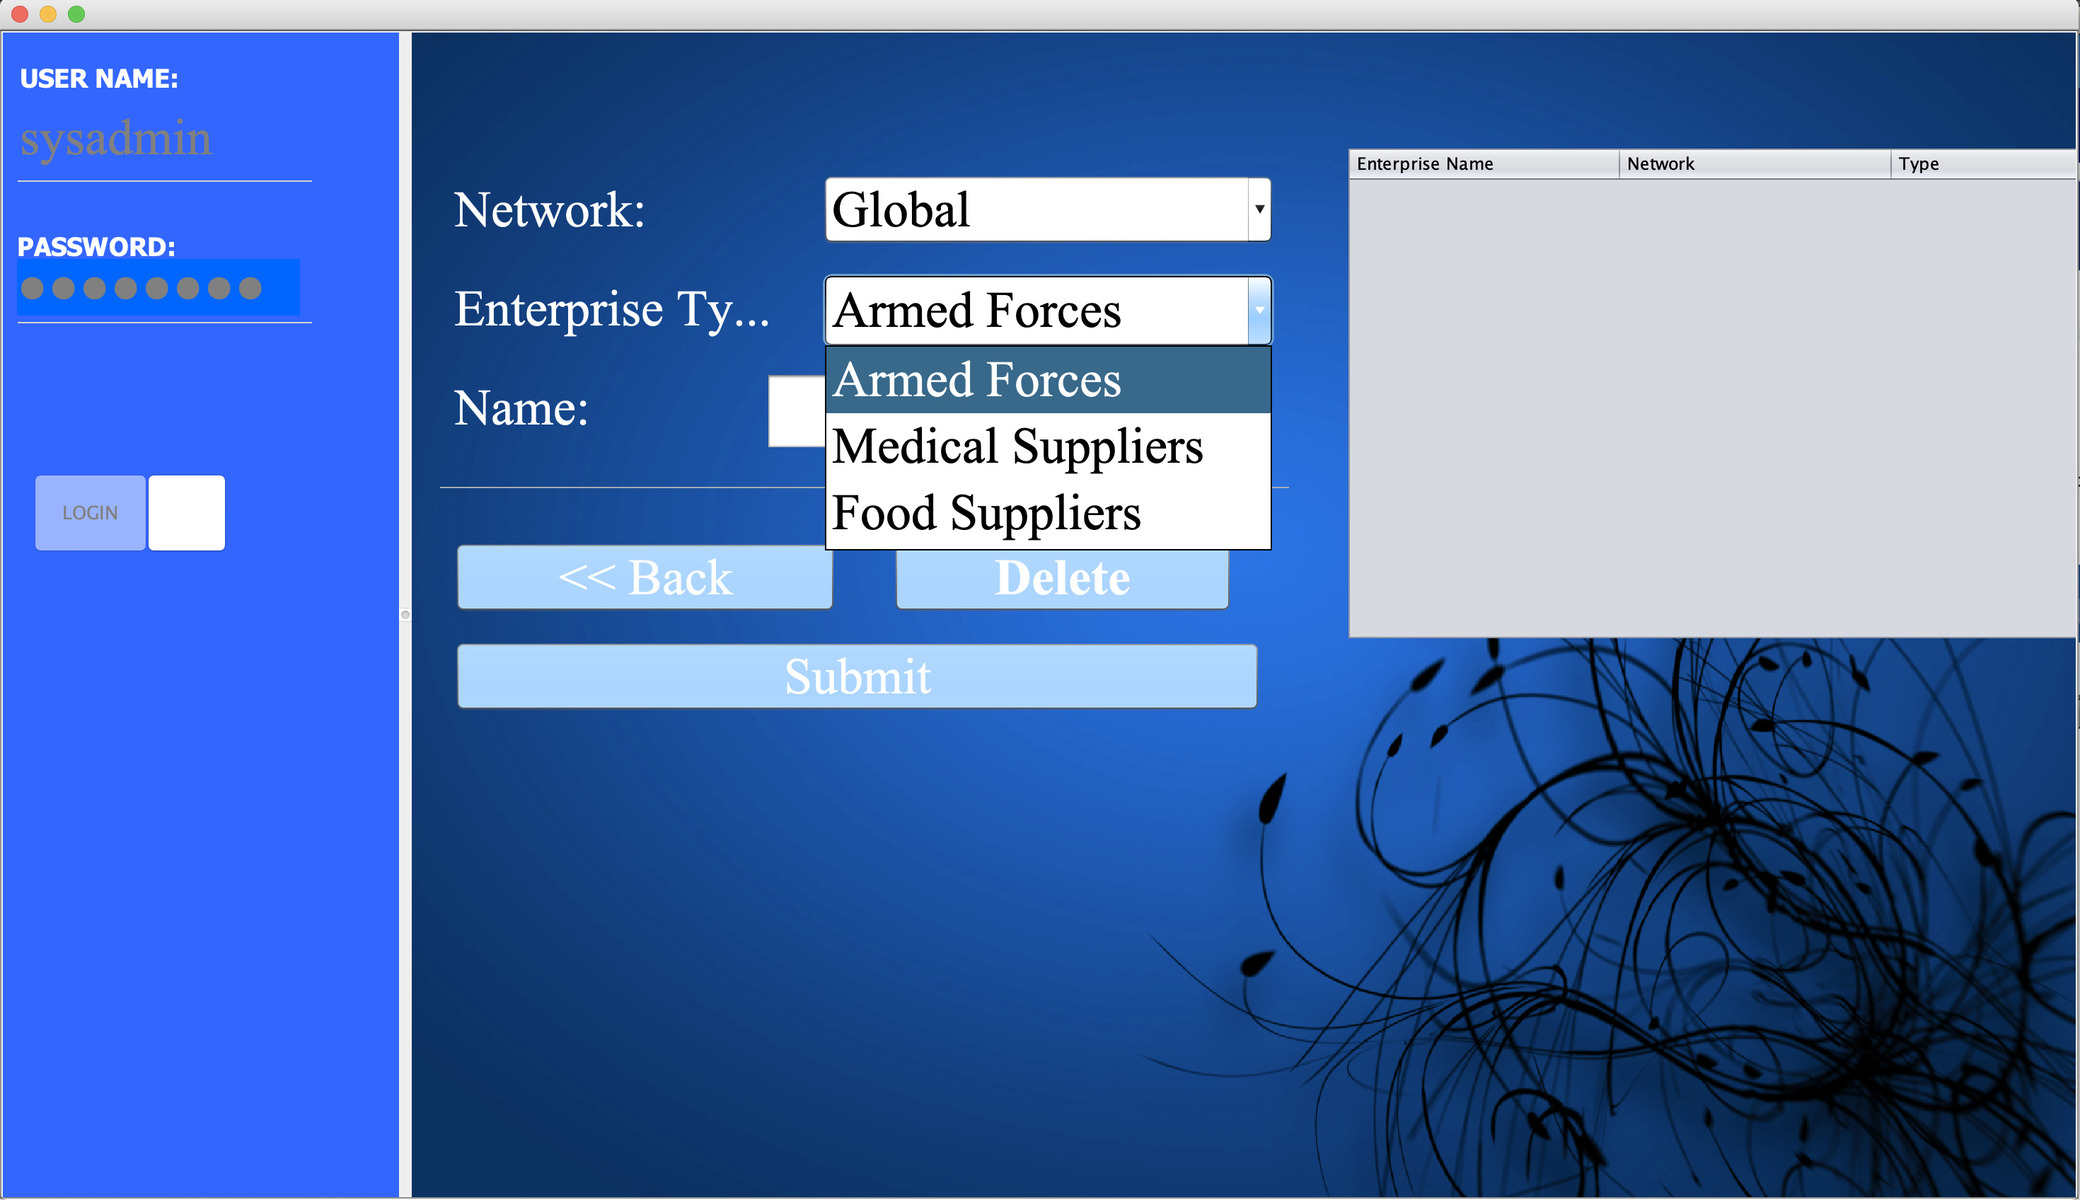 USER NAME:
sysadmin
PASSWORD:
LOGIN
Network:
Global
Enterprise Ty...
Armed Forces
Armed Forces
Medical Suppliers
Food Suppliers
Name:
<< Back
Delete
Submit
Enterprise Name
Network
Type